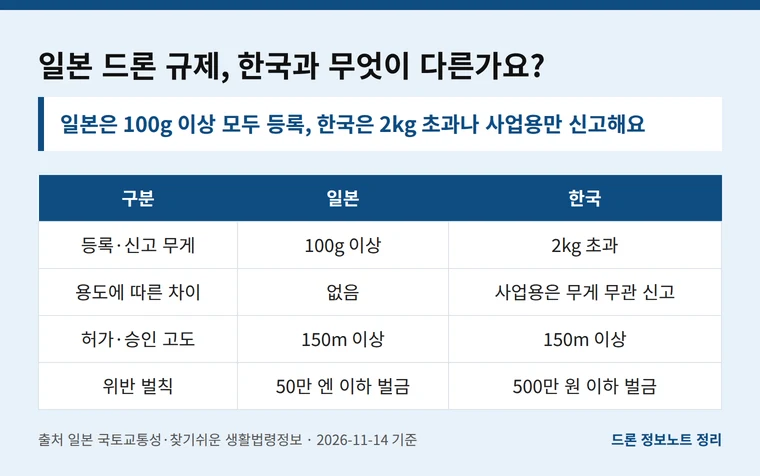 일본 드론 규제, 한국과 무엇이 다른가요?
일본은 100g 이상 모두 등록, 한국은 2kg 초과나 사업용만 신고해요
구분 일본 한국
등록·신고 무게 100g 이상 2kg 초과
용도에 따른 차이 없음 사업용은 무게 무관 신고
허가·승인 고도 150m 이상 150m 이상
위반 벌칙 50만 엔 이하 벌금 500만 원 이하 벌금
출처 일본 국토교통성·찾기쉬운 생활법령정보 · 2026-11-14 기준
드론 정보노트 정리